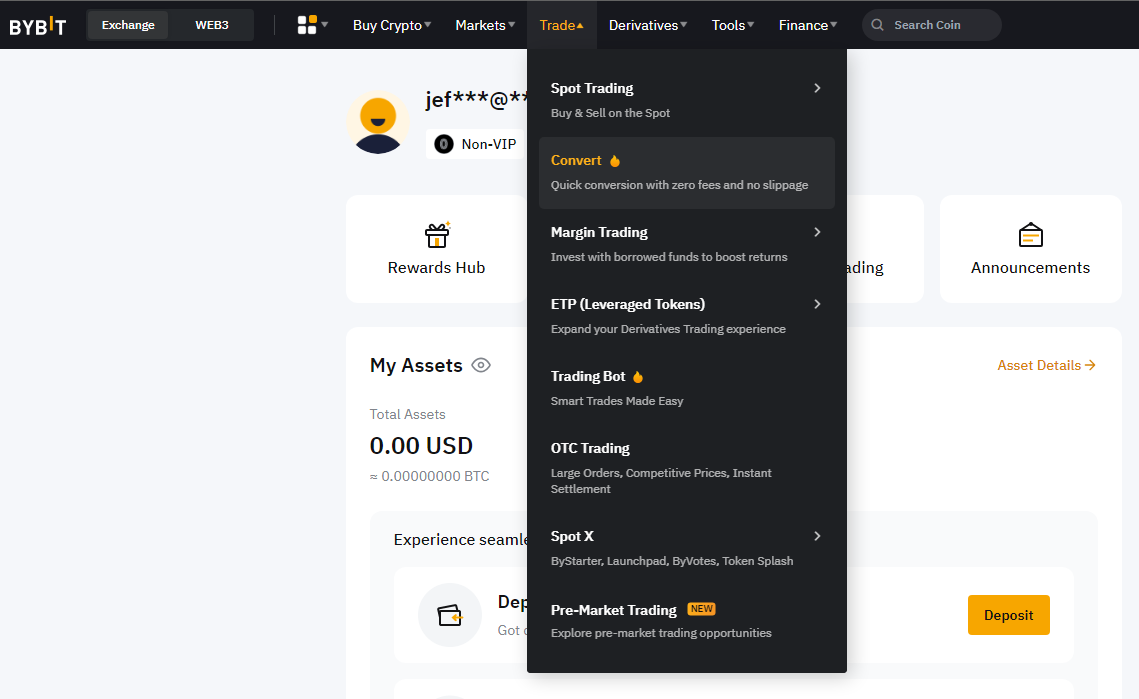 BYBIT
Exchange
WEB3
Buy Crypto
Markets
Trade
Derivatives
Tools
Finance
Search Coin
jef***@**
0 Non-VIP
Spot Trading
Buy & Sell on the Spot
Convert
Quick conversion with zero fees and no slippage
Margin Trading
Invest with borrowed funds to boost returns
ETP (Leveraged Tokens)
Expand your Derivatives Trading experience
Trading Bot
Smart Trades Made Easy
OTC Trading
Large Orders, Competitive Prices, Instant
Settlement
Spot X
ByStarter, Launchpad, ByVotes, Token Splash
Pre-Market Trading NEW
Explore pre-market trading opportunities
Rewards Hub
ading
Announcements
My Assets
Asset Details
Total Assets
0.00 USD
≈ 0.00000000 BTC
Experience seamle
Dep
Got
Deposit